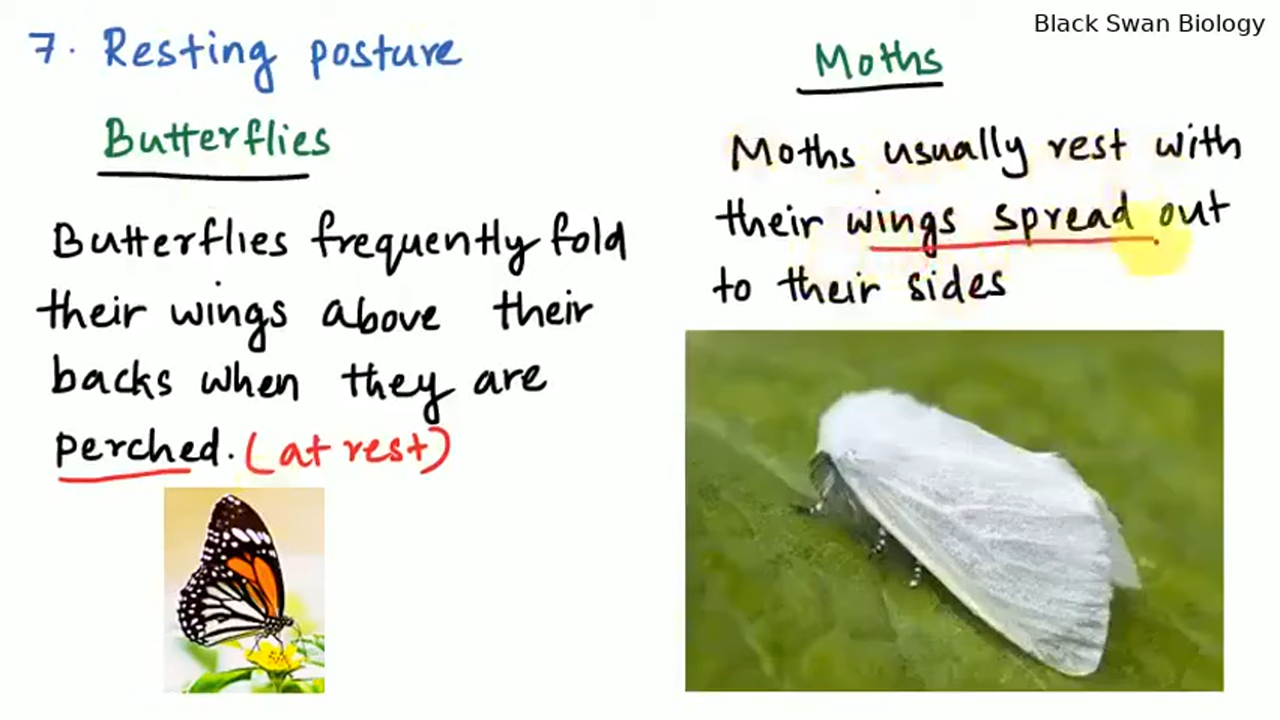 Black Swan Biology
7. Resting posture
Butterflies
Butterflies frequently fold
their wings above their
backs when they are
perched. (at rest)
Moths
Moths usually rest with
their wings spread out
to their sides